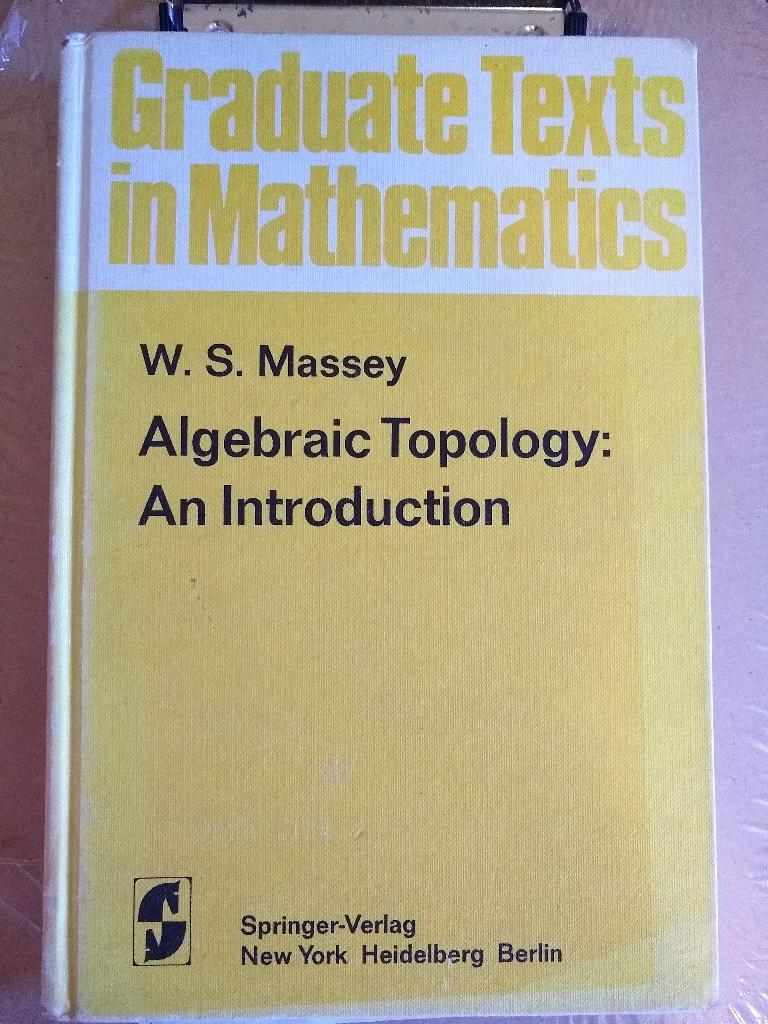 Graduate Texts
in Mathematics
W. S. Massey
Algebraic Topology:
An Introduction
Springer-Verlag
New York Heidelberg Berlin